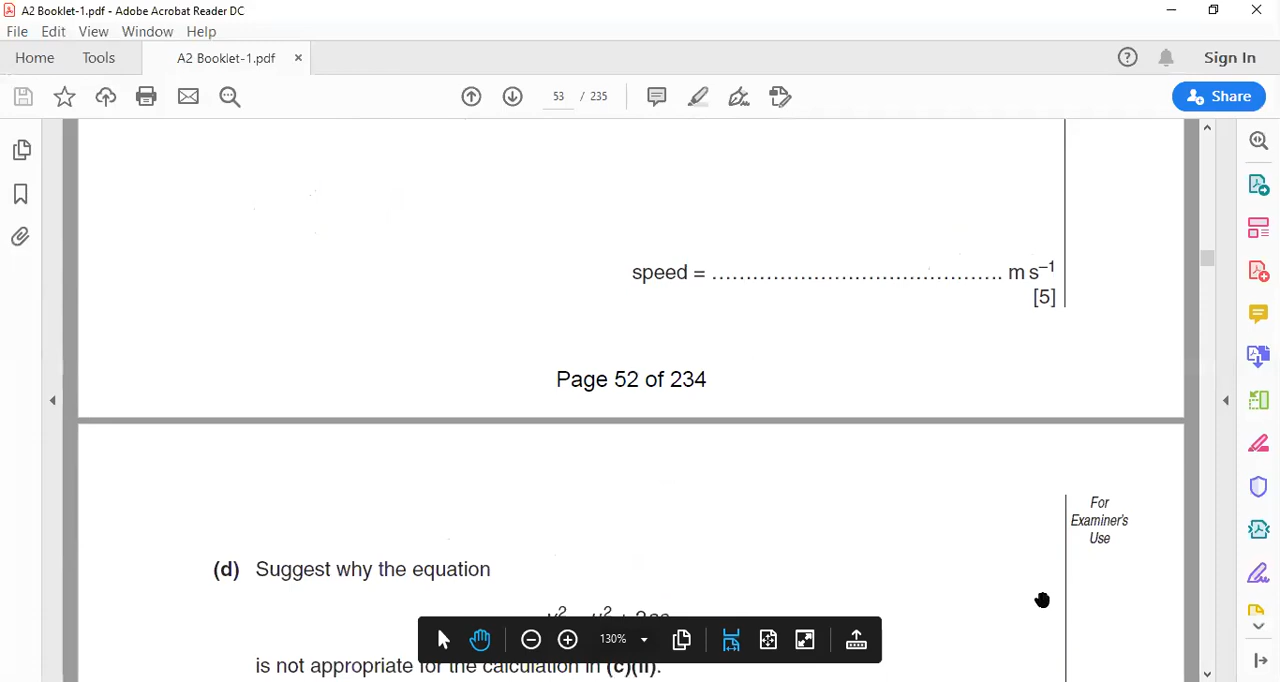 A2 Booklet-1.pdf - Adobe Acrobat Reader DC
File Edit View Window Help
Home Tools A2 Booklet-1.pdf × Sign In
53 / 235 Share
speed = .......................................... m s⁻¹
[5]
Page 52 of 234
For
Examiner's
Use
(d) Suggest why the equation
130%
is not appropriate for the calculation in (c)(ii).